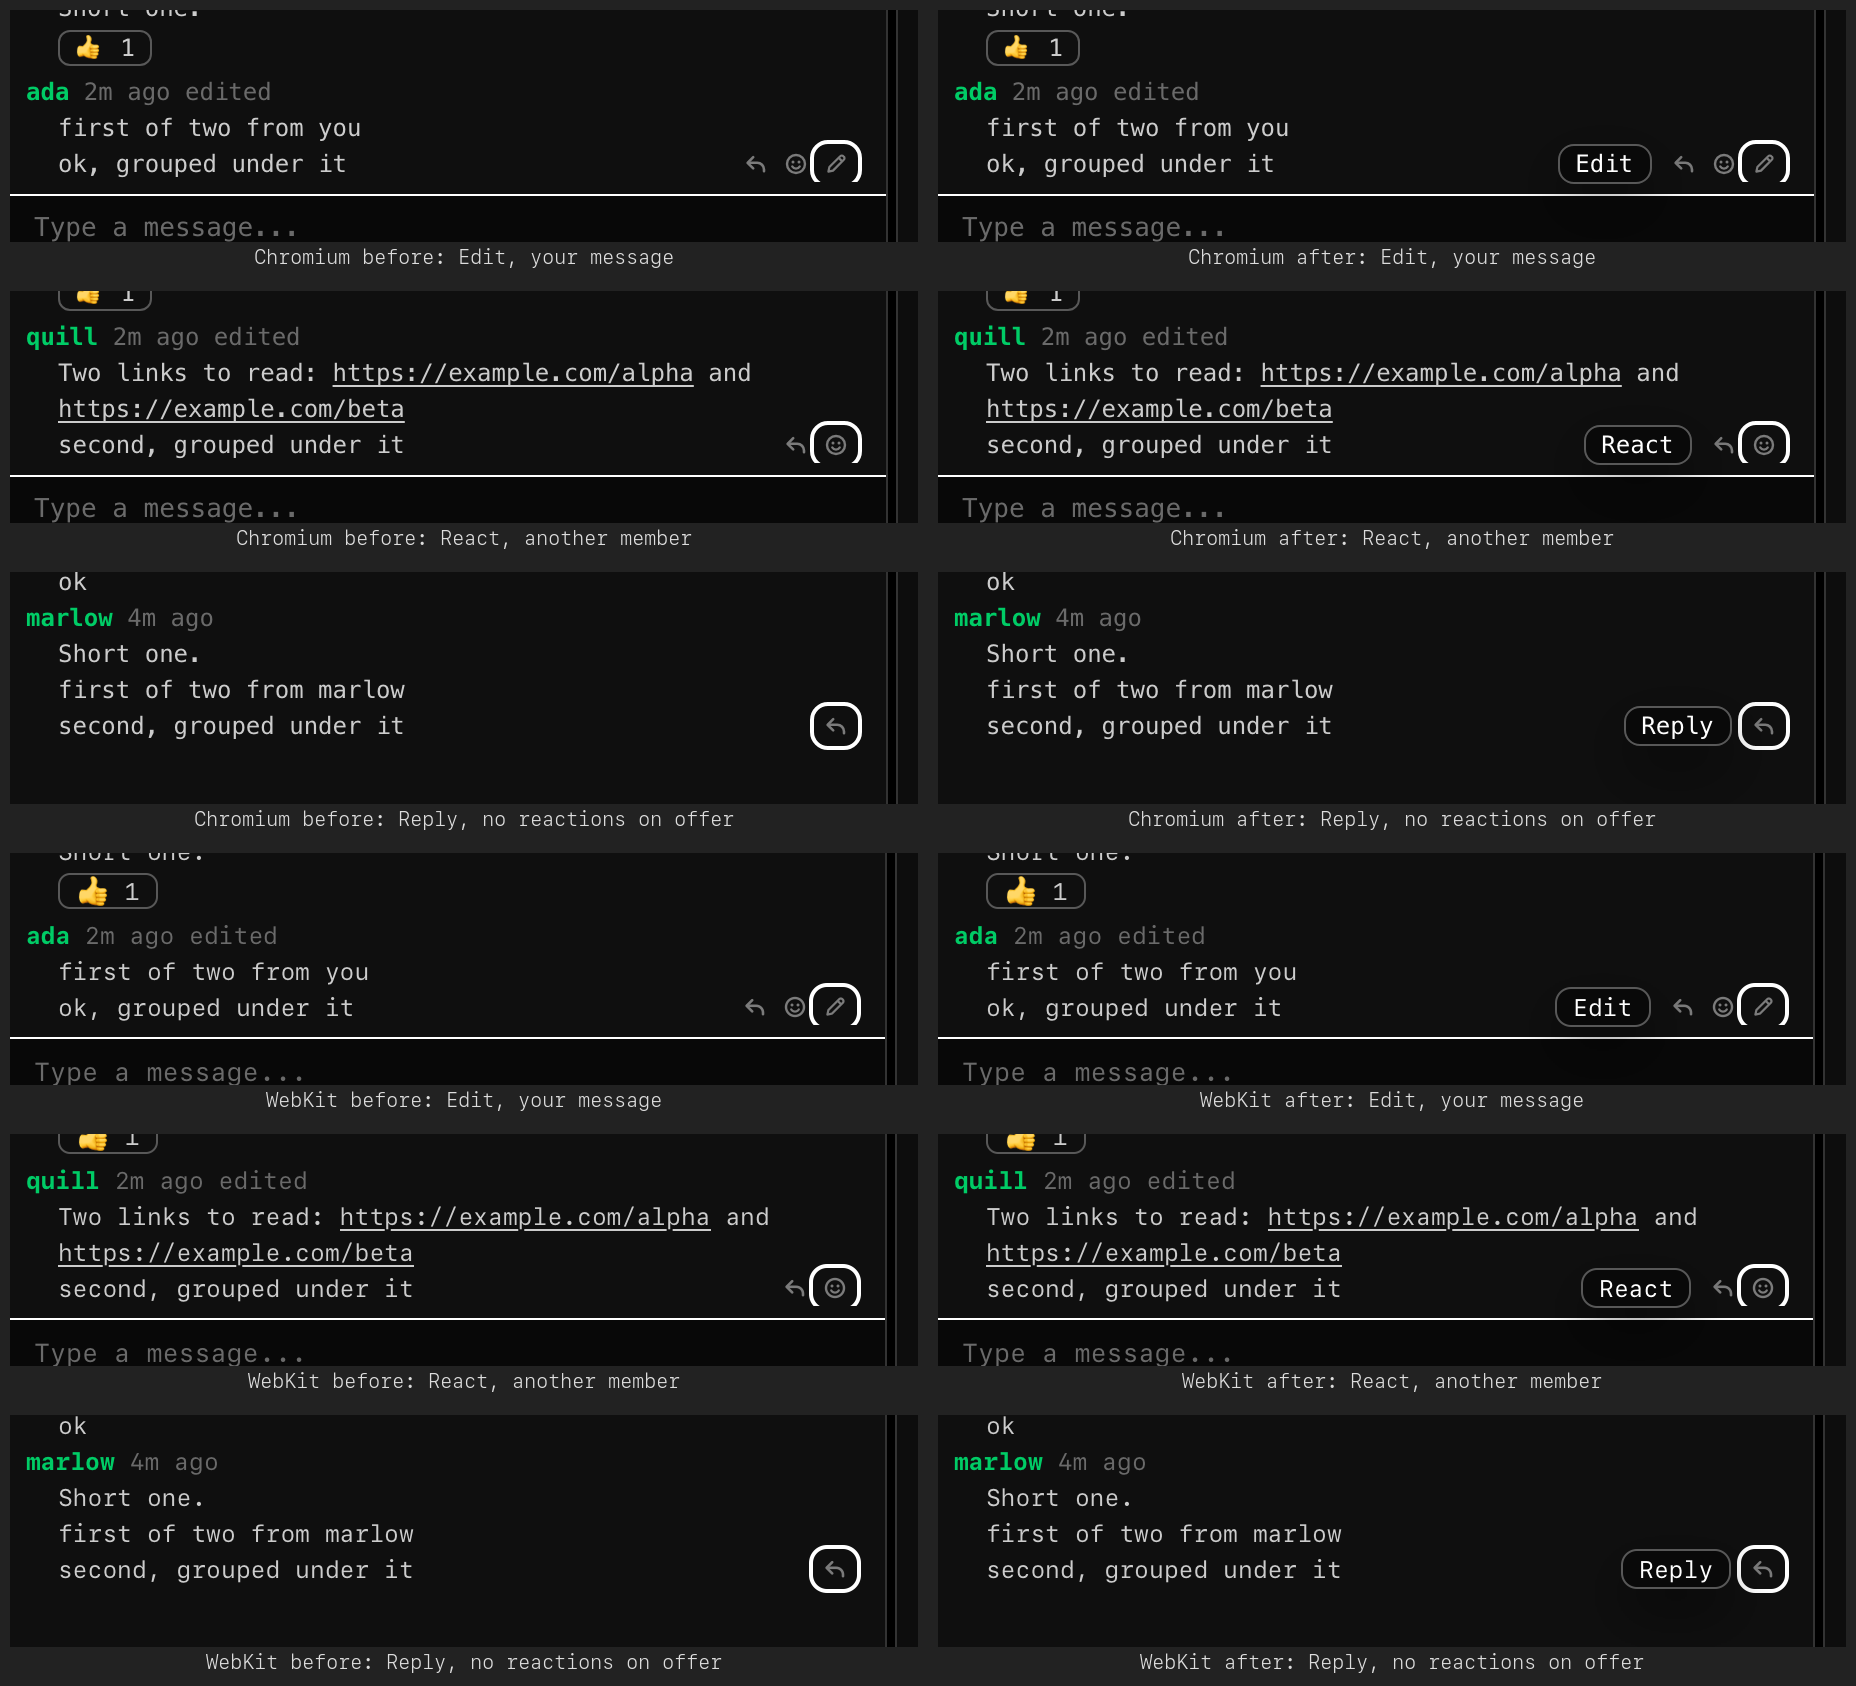 Short one.
👍 1
ada 2m ago edited
first of two from you
ok, grouped under it
Type a message...
Chromium before: Edit, your message
Short one.
👍 1
ada 2m ago edited
first of two from you
ok, grouped under it
Edit
Type a message...
Chromium after: Edit, your message
👍 1
quill 2m ago edited
Two links to read: https://example.com/alpha and
https://example.com/beta
second, grouped under it
Type a message...
Chromium before: React, another member
👍 1
quill 2m ago edited
Two links to read: https://example.com/alpha and
https://example.com/beta
second, grouped under it
React
Type a message...
Chromium after: React, another member
ok
marlow 4m ago
Short one.
first of two from marlow
second, grouped under it
Chromium before: Reply, no reactions on offer
ok
marlow 4m ago
Short one.
first of two from marlow
second, grouped under it
Reply
Chromium after: Reply, no reactions on offer
Short one.
👍 1
ada 2m ago edited
first of two from you
ok, grouped under it
Type a message...
WebKit before: Edit, your message
Short one.
👍 1
ada 2m ago edited
first of two from you
ok, grouped under it
Edit
Type a message...
WebKit after: Edit, your message
👍 1
quill 2m ago edited
Two links to read: https://example.com/alpha and
https://example.com/beta
second, grouped under it
Type a message...
WebKit before: React, another member
👍 1
quill 2m ago edited
Two links to read: https://example.com/alpha and
https://example.com/beta
second, grouped under it
React
Type a message...
WebKit after: React, another member
ok
marlow 4m ago
Short one.
first of two from marlow
second, grouped under it
WebKit before: Reply, no reactions on offer
ok
marlow 4m ago
Short one.
first of two from marlow
second, grouped under it
Reply
WebKit after: Reply, no reactions on offer